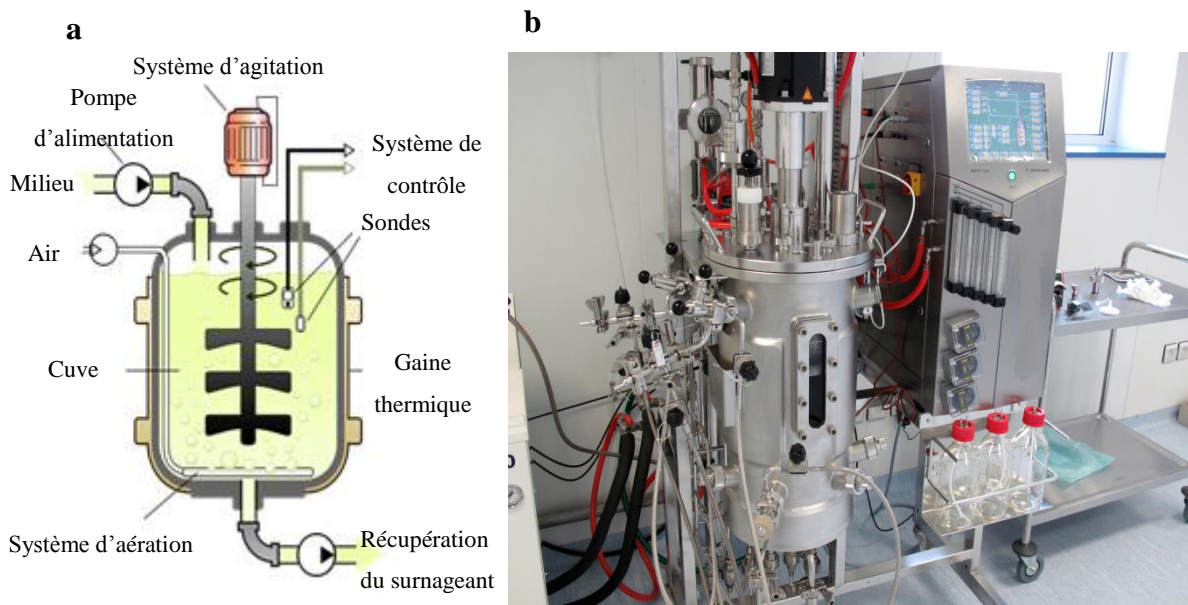 a
b
Système d'agitation
Pompe
d'alimentation
Milieu
Système de
contrôle
Sondes
Air
Cuve
Gaine
thermique
Système d'aération
Récupération
du surnageant